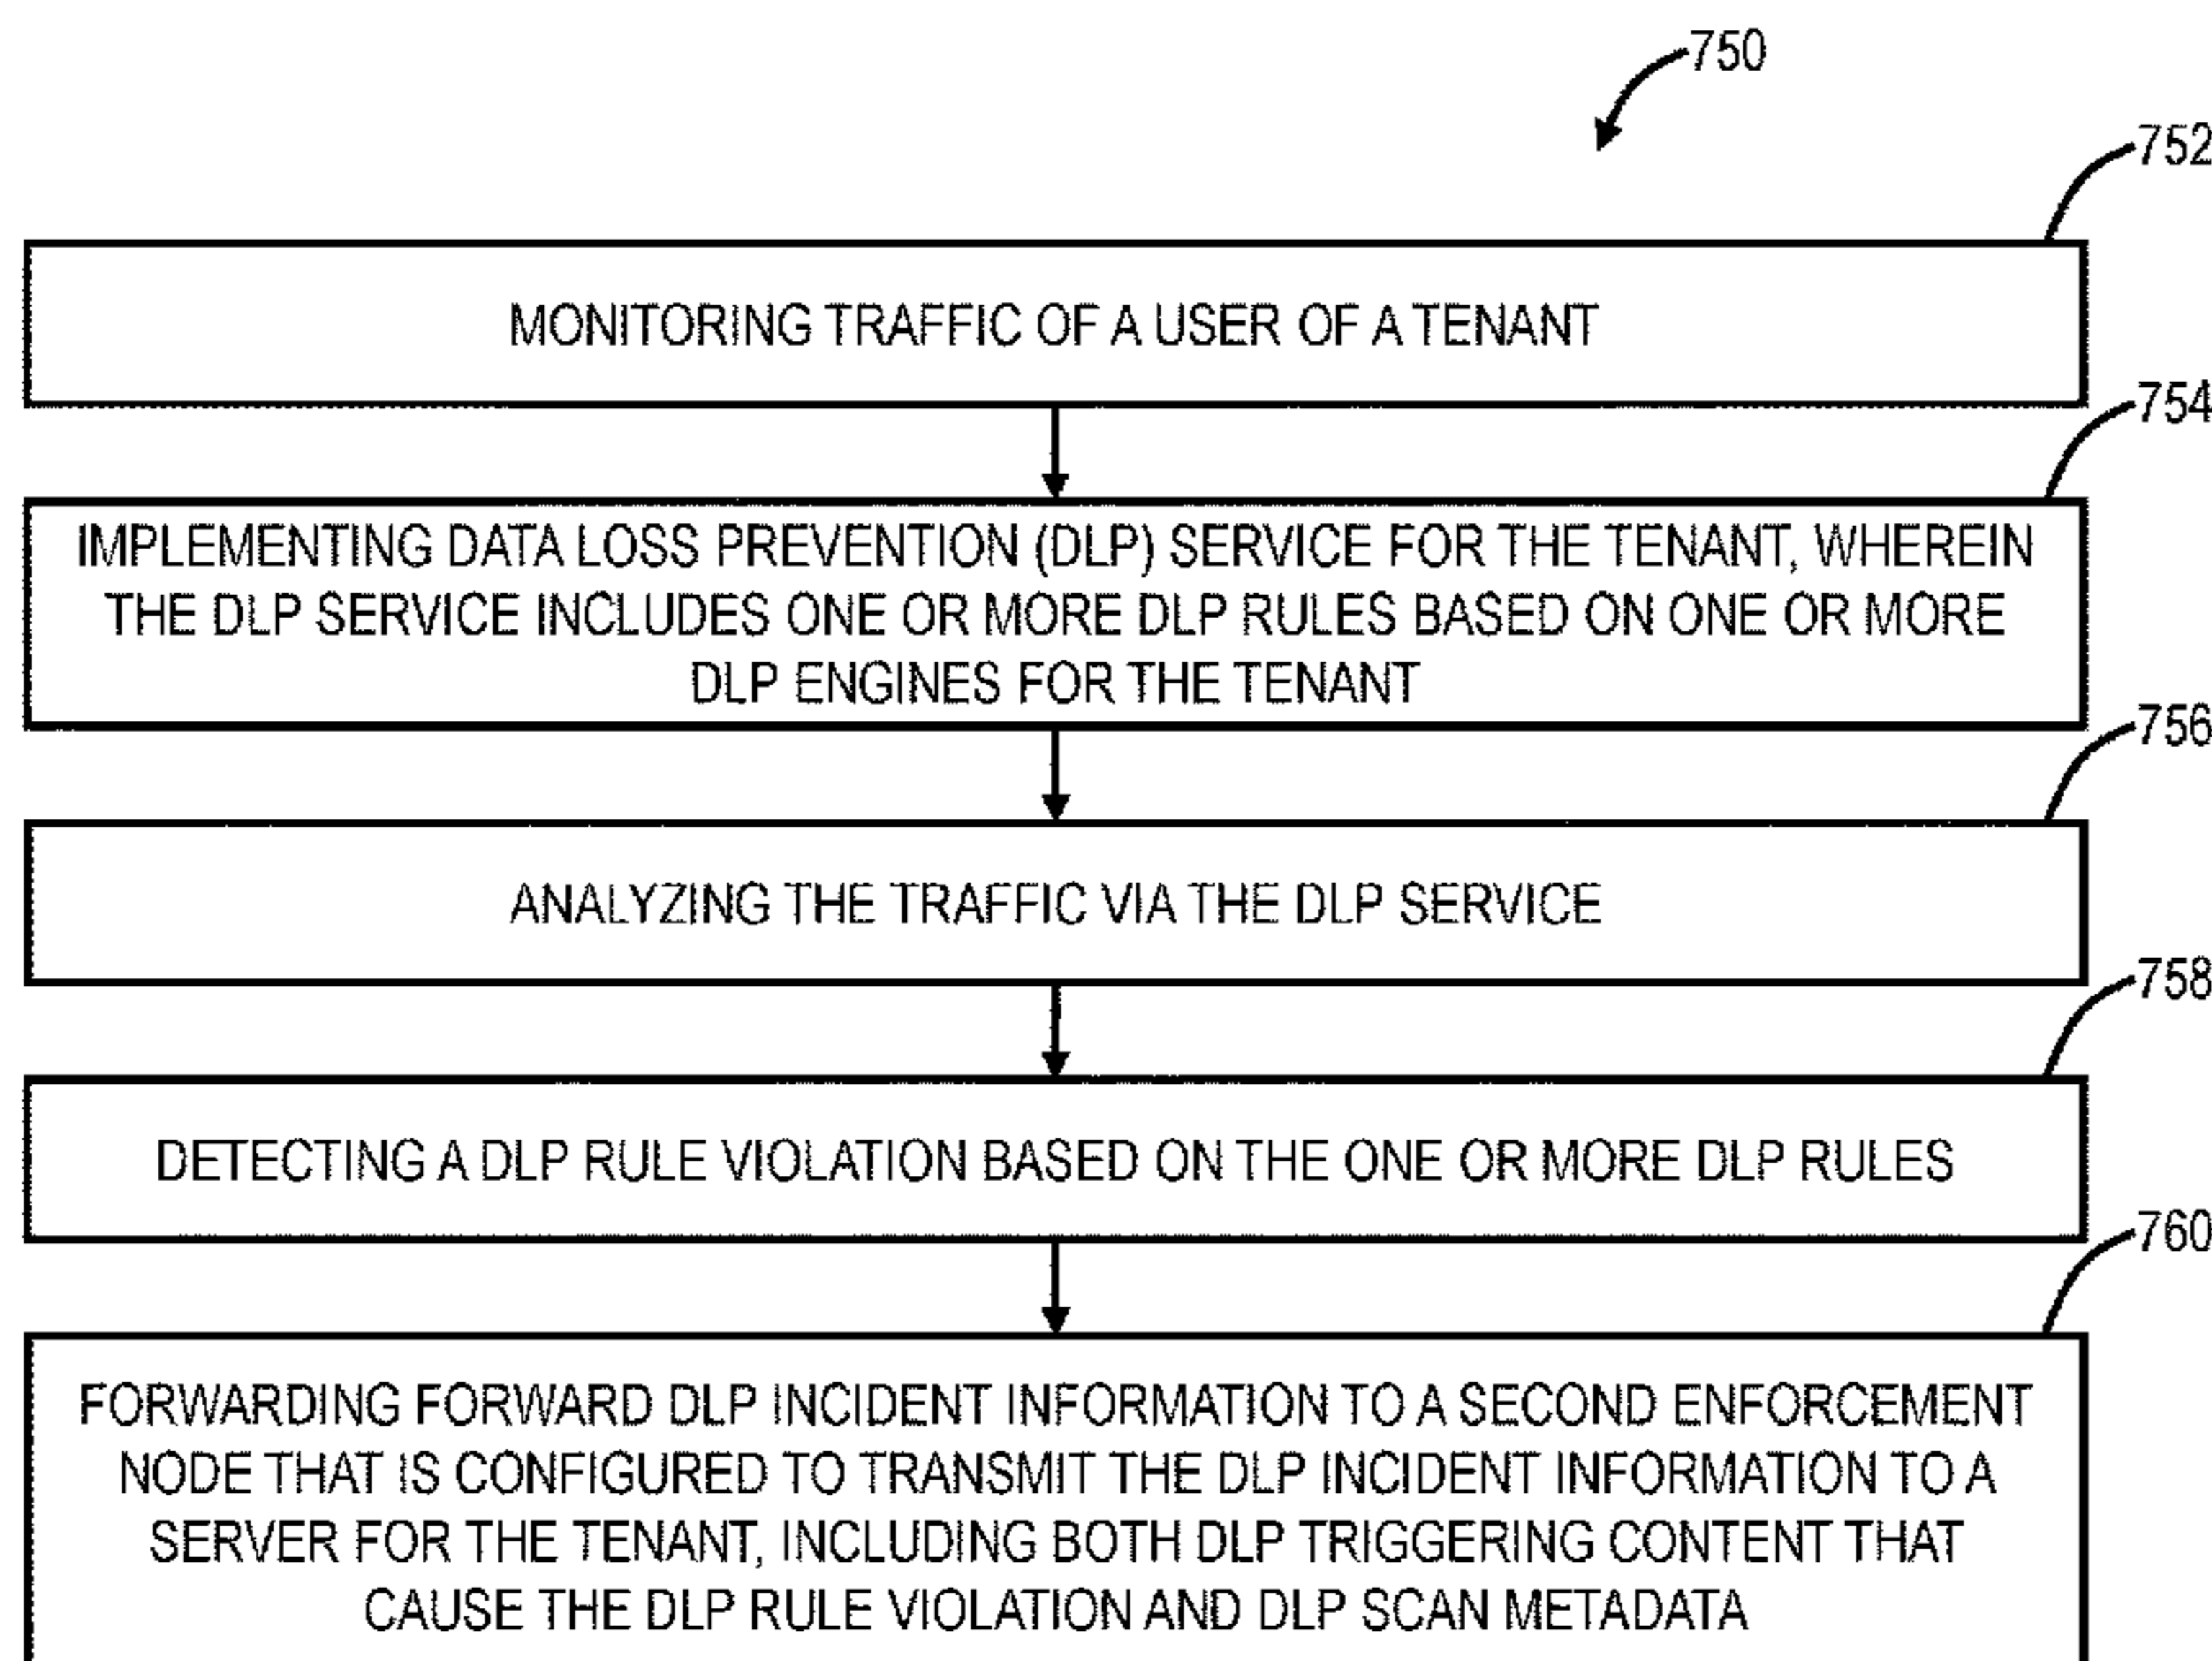 750
752
MONITORING TRAFFIC OF A USER OF A TENANT
754
IMPLEMENTING DATA LOSS PREVENTION (DLP) SERVICE FOR THE TENANT, WHEREIN
THE DLP SERVICE INCLUDES ONE OR MORE DLP RULES BASED ON ONE OR MORE
DLP ENGINES FOR THE TENANT
756
ANALYZING THE TRAFFIC VIA THE DLP SERVICE
758
DETECTING A DLP RULE VIOLATION BASED ON THE ONE OR MORE DLP RULES
760
FORWARDING FORWARD DLP INCIDENT INFORMATION TO A SECOND ENFORCEMENT
NODE THAT IS CONFIGURED TO TRANSMIT THE DLP INCIDENT INFORMATION TO A
SERVER FOR THE TENANT, INCLUDING BOTH DLP TRIGGERING CONTENT THAT
CAUSE THE DLP RULE VIOLATION AND DLP SCAN METADATA